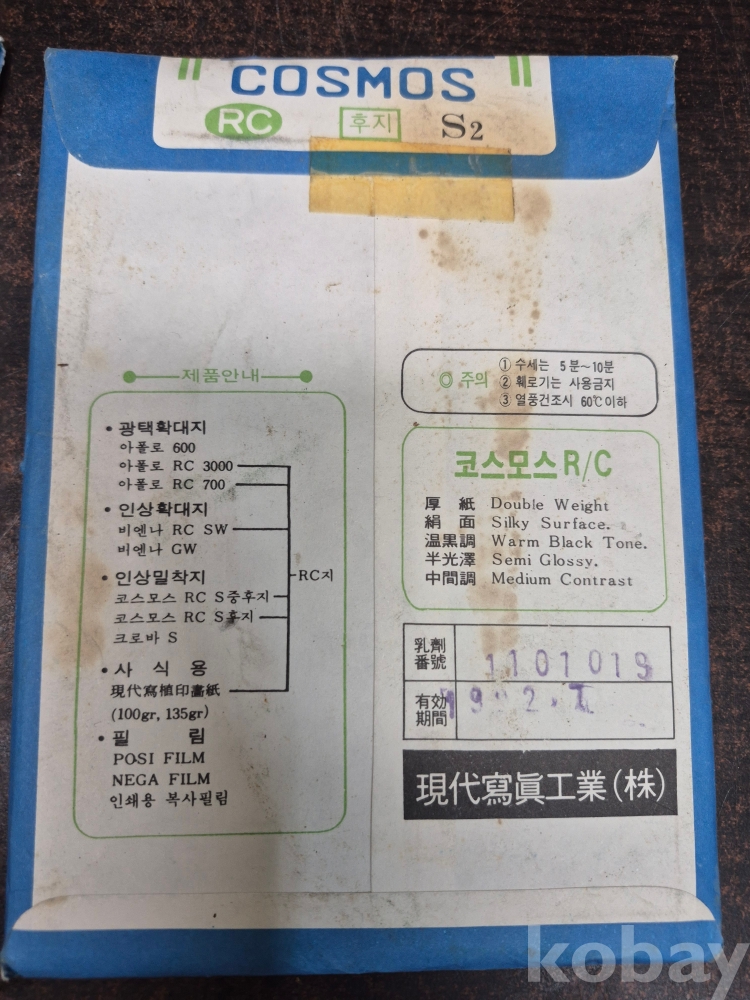 COSMOS
RC 후지 S2
제품안내
• 광택확대지
아폴로 600
아폴로 RC 3000
아폴로 RC 700
• 인상확대지
비엔나 RC SW
비엔나 GW
• 인상밀착지
코스모스 RC S중후지
코스모스 RC S후지
크로바 S
RC지
• 사 식 용
現代寫植印畵紙
(100gr, 135gr)
• 필 림
POSI FILM
NEGA FILM
인쇄용 복사필림
◎ 주의
① 수세는 5분~10분
② 훼로기는 사용금지
③ 열풍건조시 60℃이하
코스모스 R/C
厚 紙 Double Weight
絹 面 Silky Surface.
温黒調 Warm Black Tone.
半光澤 Semi Glossy.
中間調 Medium Contrast
乳劑番號 1101019
有効期間
現代寫眞工業(株)
kobay